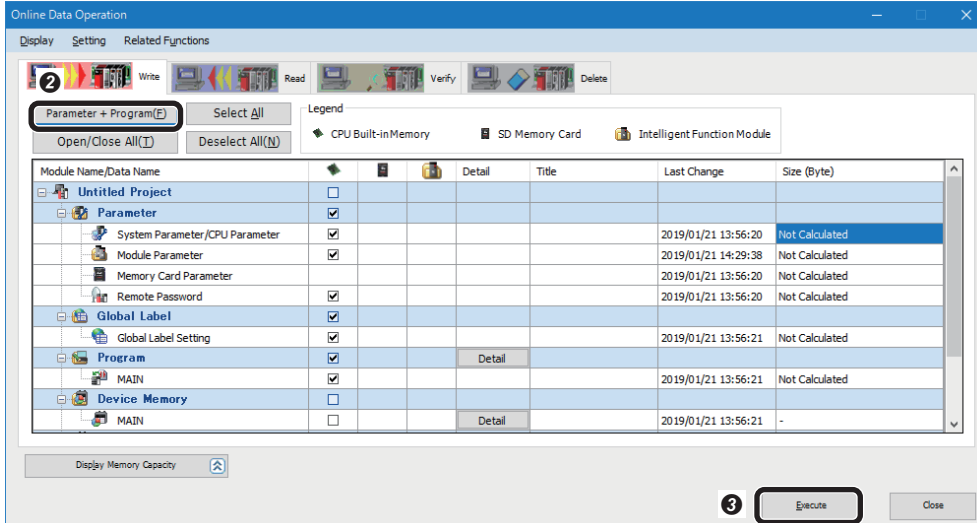 Online Data Operation
Display Setting Related Functions
❷ Write Read Verify Delete
Parameter + Program(F) Select All Legend
CPU Built-inMemory SD Memory Card Intelligent Function Module
Open/Close All(T) Deselect All(N)
Module Name/Data Name Detail Title Last Change Size (Byte)
Untitled Project
Parameter
System Parameter/CPU Parameter 2019/01/21 13:56:20 Not Calculated
Module Parameter 2019/01/21 14:29:38 Not Calculated
Memory Card Parameter 2019/01/21 13:56:20 Not Calculated
Remote Password 2019/01/21 13:56:20 Not Calculated
Global Label
Global Label Setting 2019/01/21 13:56:21 Not Calculated
Program Detail
MAIN 2019/01/21 13:56:21 Not Calculated
Device Memory
MAIN Detail 2019/01/21 13:56:21 -
Display Memory Capacity
❸ Execute Close